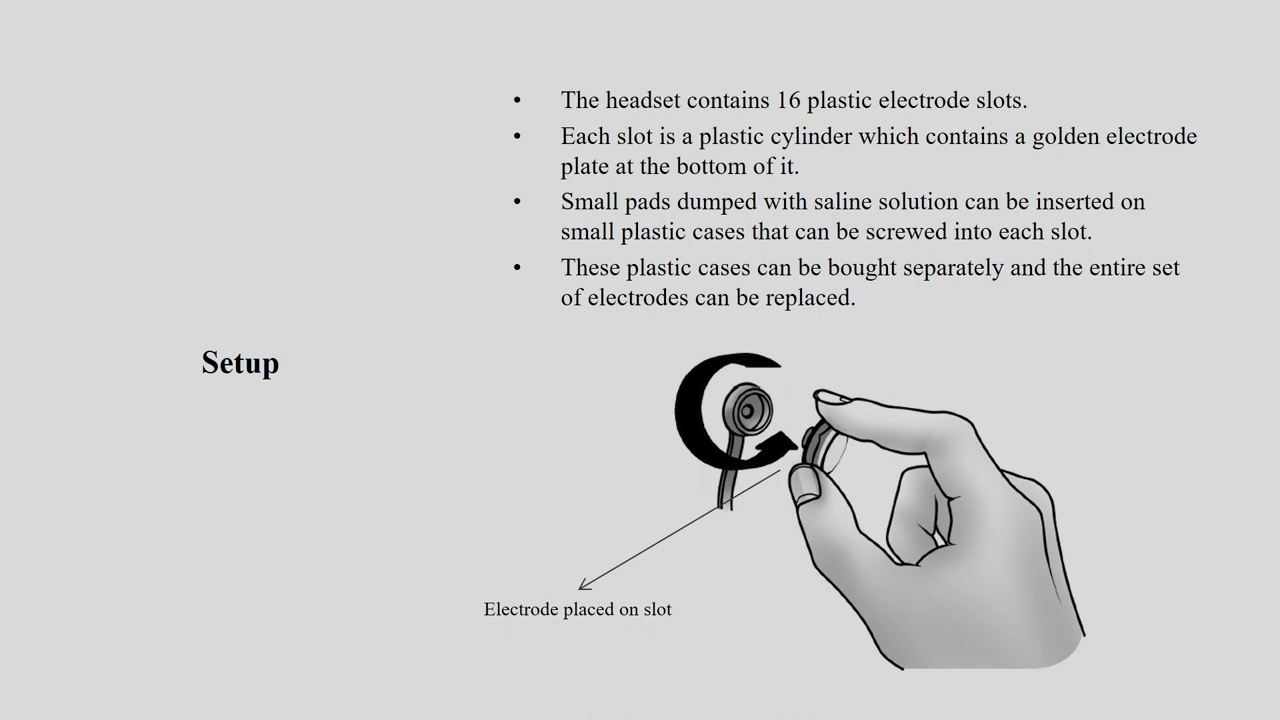 • The headset contains 16 plastic electrode slots.
• Each slot is a plastic cylinder which contains a golden electrode
plate at the bottom of it.
• Small pads dumped with saline solution can be inserted on
small plastic cases that can be screwed into each slot.
• These plastic cases can be bought separately and the entire set
of electrodes can be replaced.
Setup
Electrode placed on slot